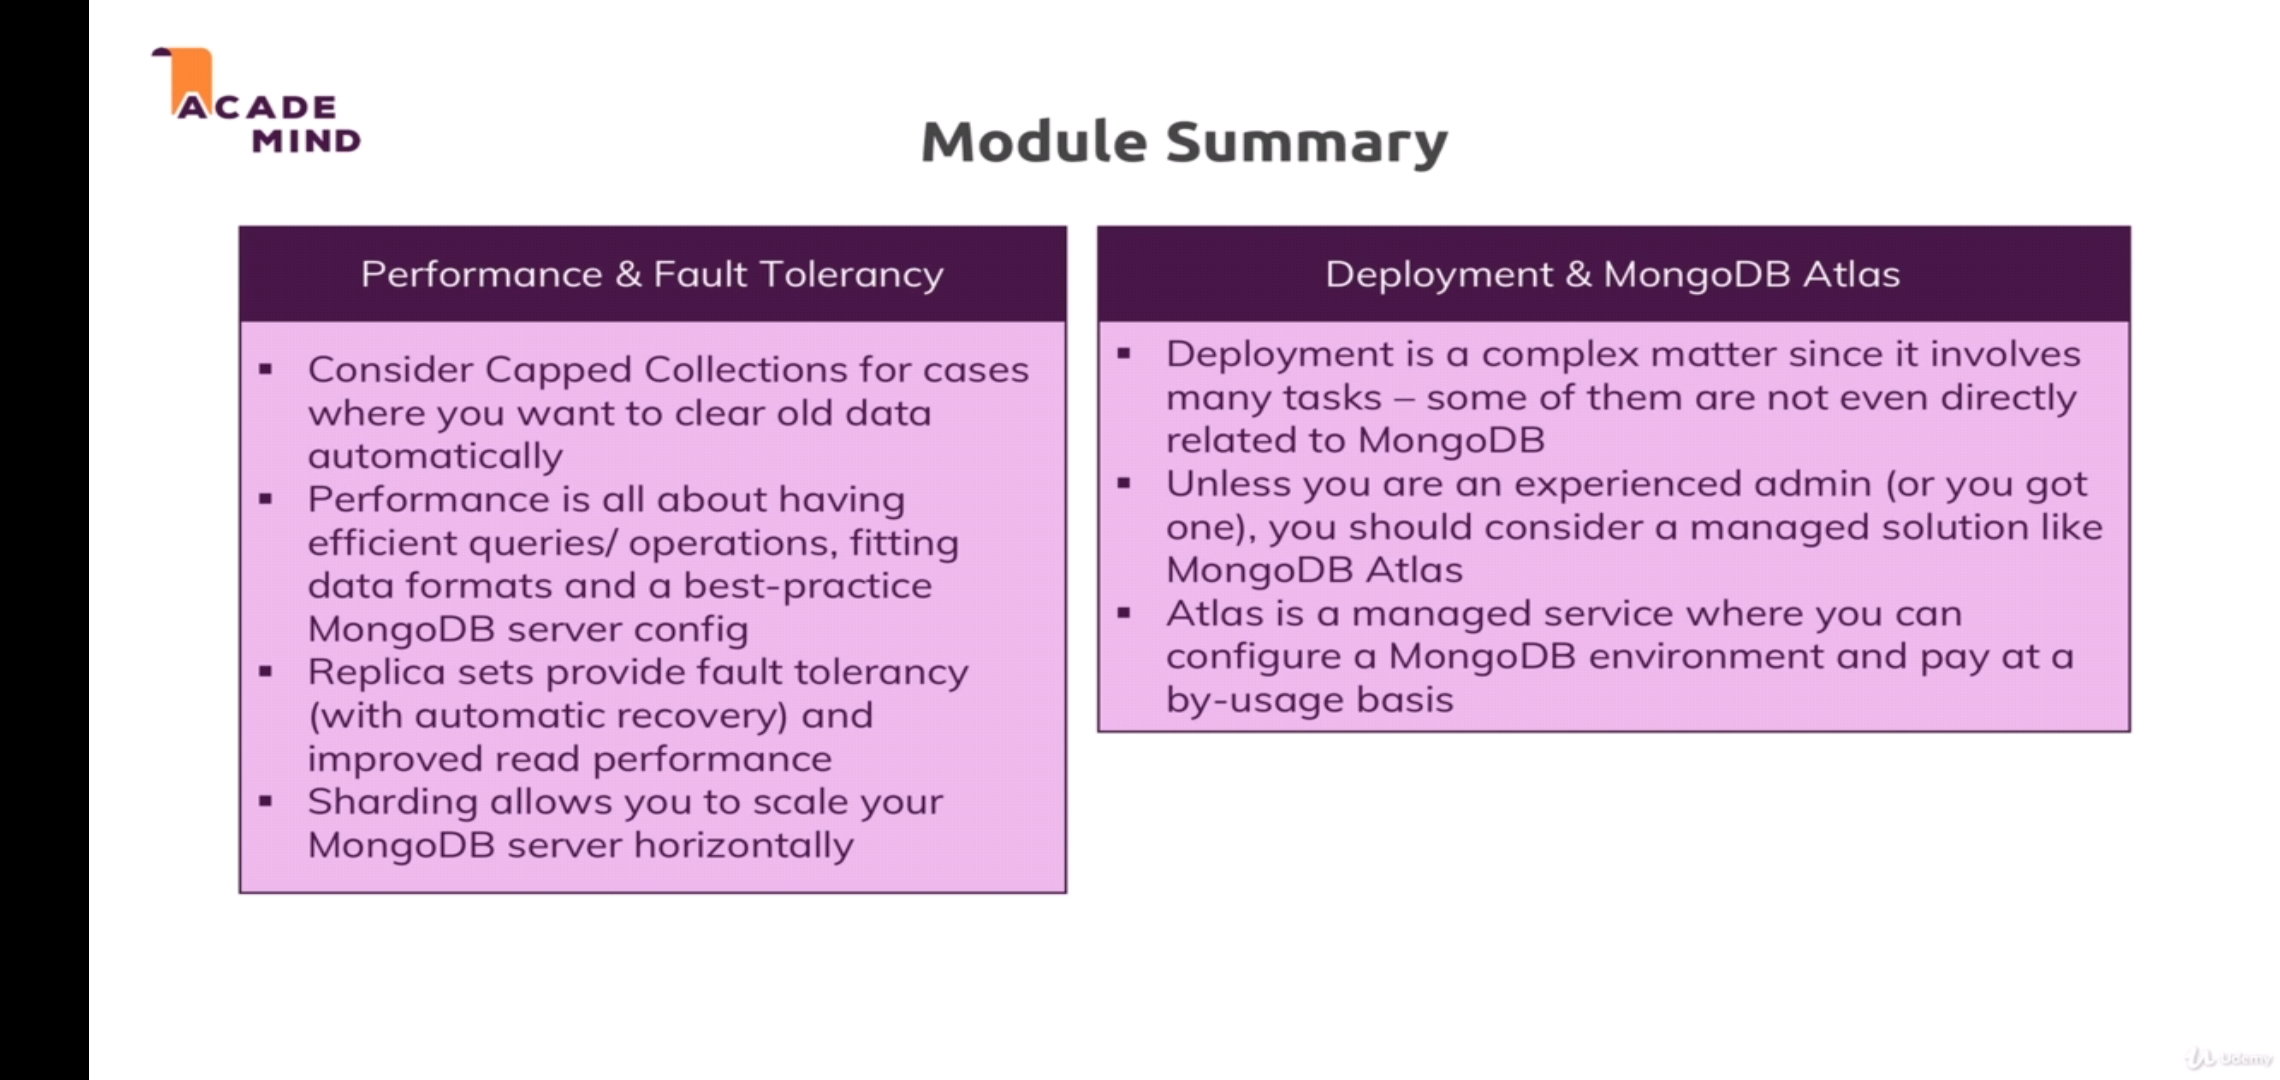 ACADE
MIND
Module Summary
Performance & Fault Tolerancy
▪ Consider Capped Collections for cases
where you want to clear old data
automatically
▪ Performance is all about having
efficient queries/ operations, fitting
data formats and a best-practice
MongoDB server config
▪ Replica sets provide fault tolerancy
(with automatic recovery) and
improved read performance
▪ Sharding allows you to scale your
MongoDB server horizontally
Deployment & MongoDB Atlas
▪ Deployment is a complex matter since it involves
many tasks – some of them are not even directly
related to MongoDB
▪ Unless you are an experienced admin (or you got
one), you should consider a managed solution like
MongoDB Atlas
▪ Atlas is a managed service where you can
configure a MongoDB environment and pay at a
by-usage basis
Udemy